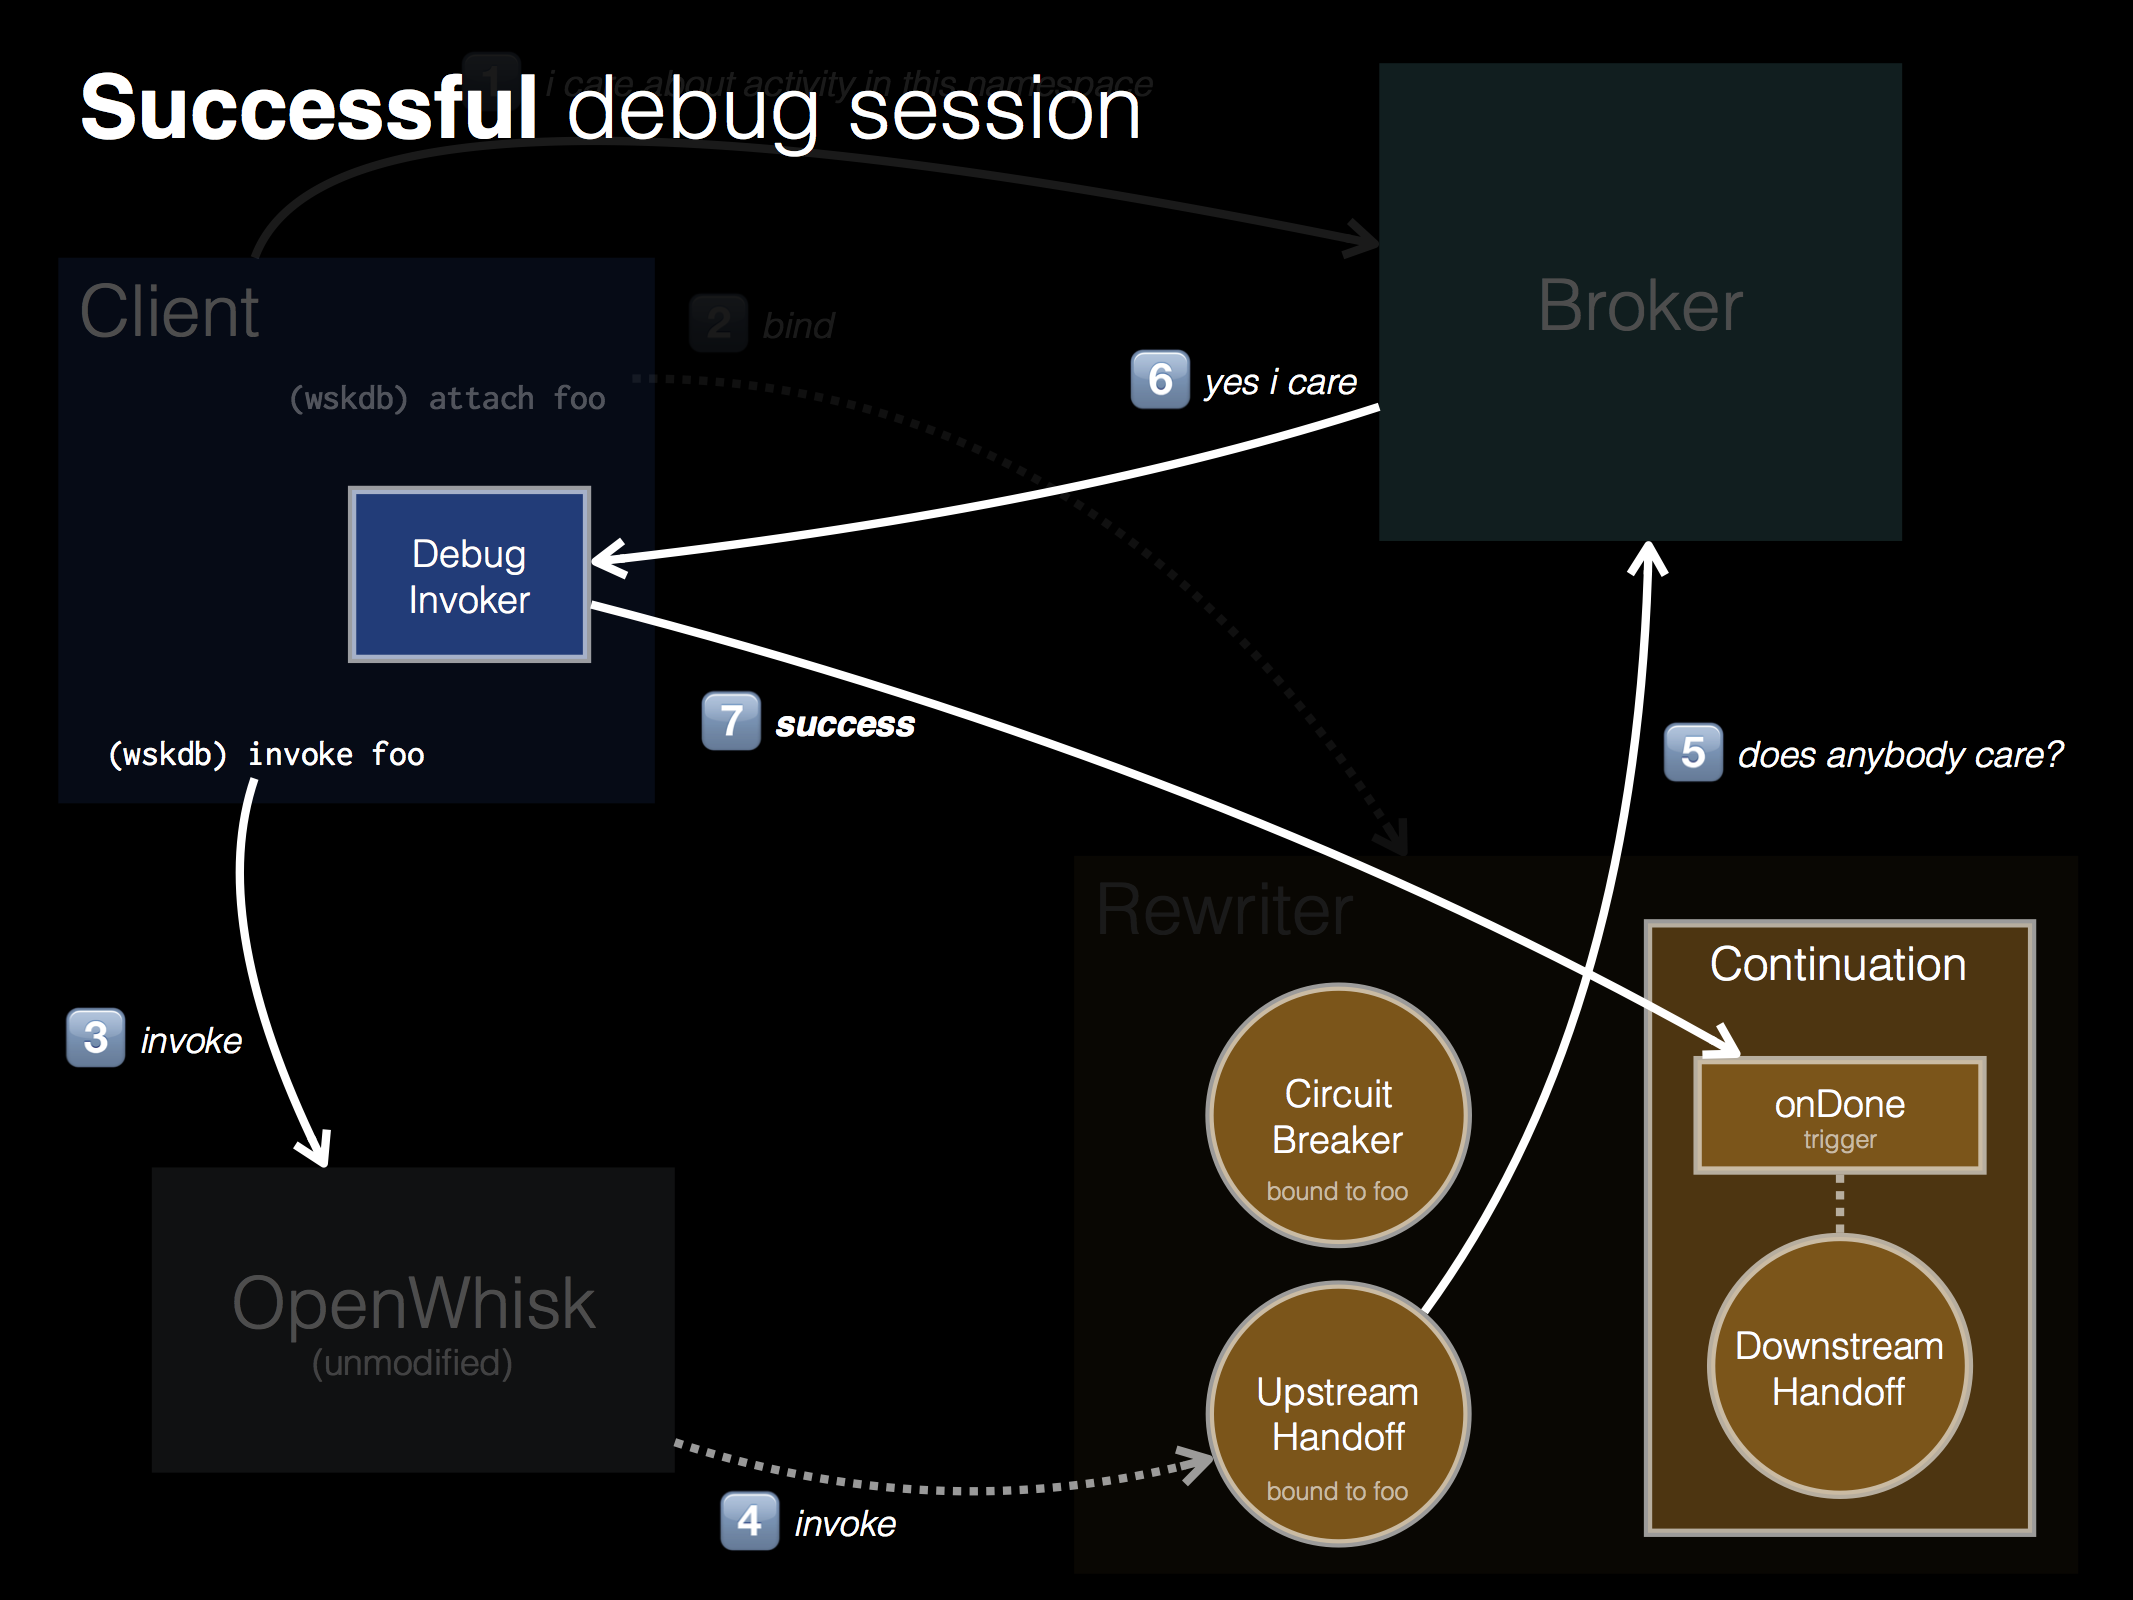 1 i care about activity in this namespace
Successful debug session
Client
Broker
2 bind
(wskdb) attach foo
6 yes i care
Debug
Invoker
7 success
5 does anybody care?
(wskdb) invoke foo
Rewriter
Continuation
3 invoke
Circuit
Breaker
bound to foo
onDone
trigger
OpenWhisk
(unmodified)
Upstream
Handoff
bound to foo
Downstream
Handoff
4 invoke